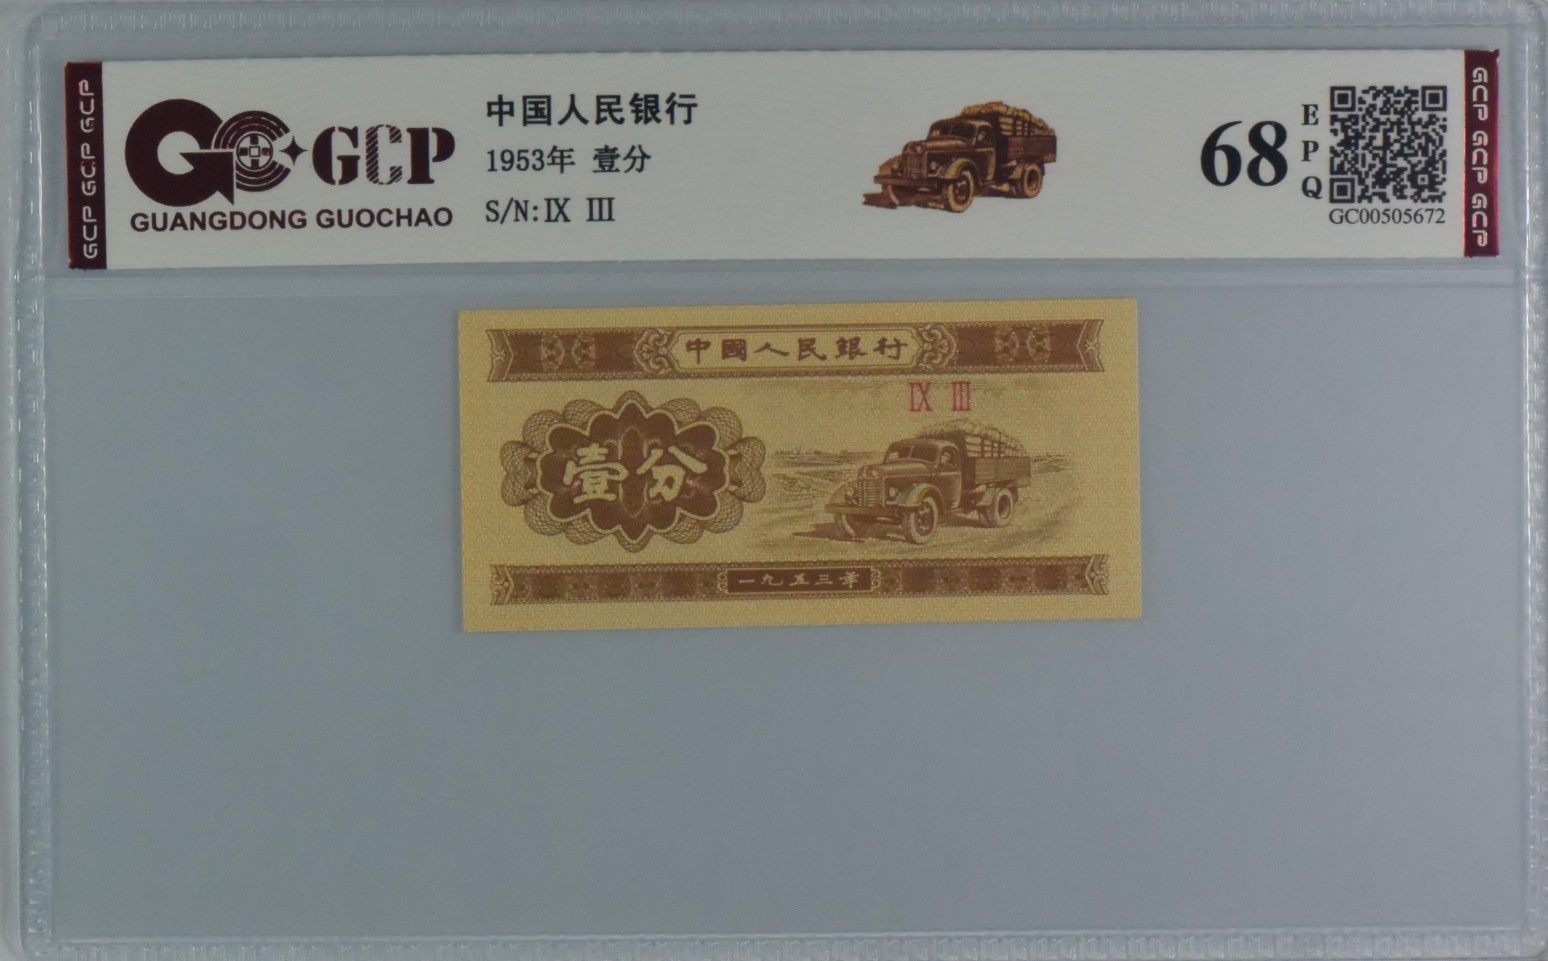 GCP GCP GCP
GCP
GUANGDONG GUOCHAO
中国人民银行
1953年 壹分
S/N:Ⅸ Ⅲ
68
EPQ
GC00505672
GCP GCP GCP
中國人民銀行
Ⅸ Ⅲ
壹分
一九五三年